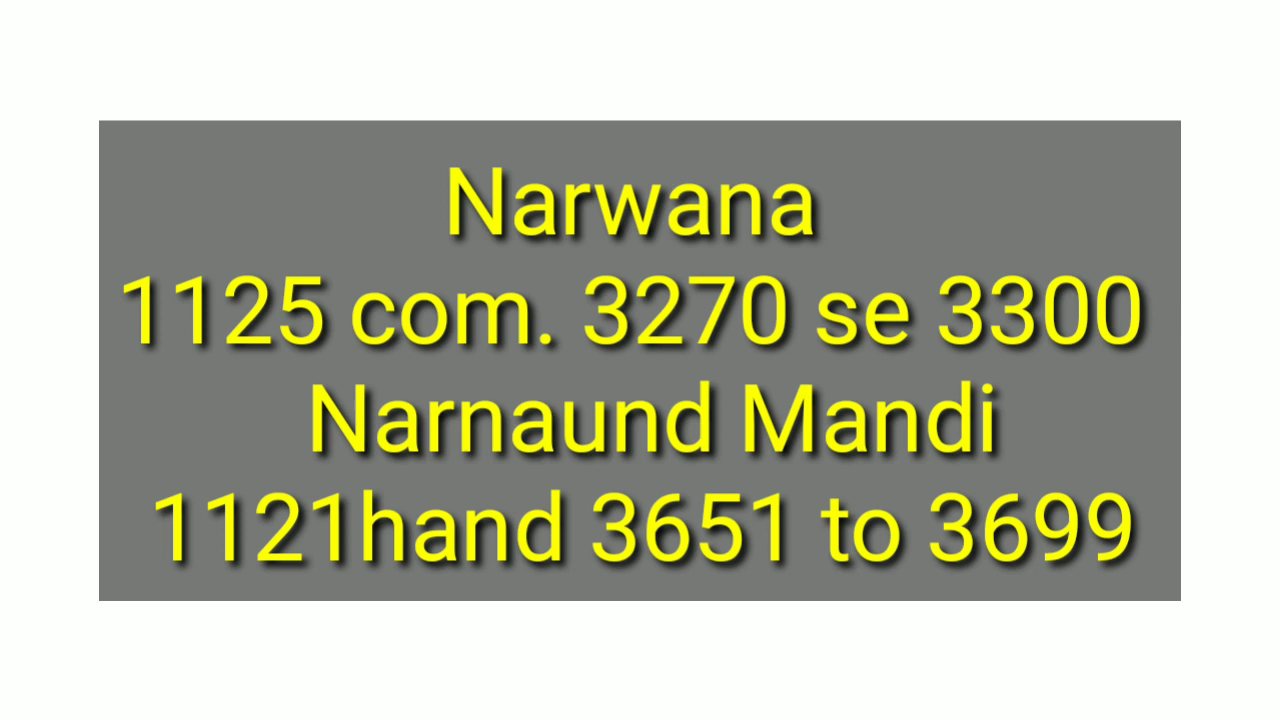 Narwana
1125 com. 3270 se 3300
Narnaund Mandi
1121hand 3651 to 3699